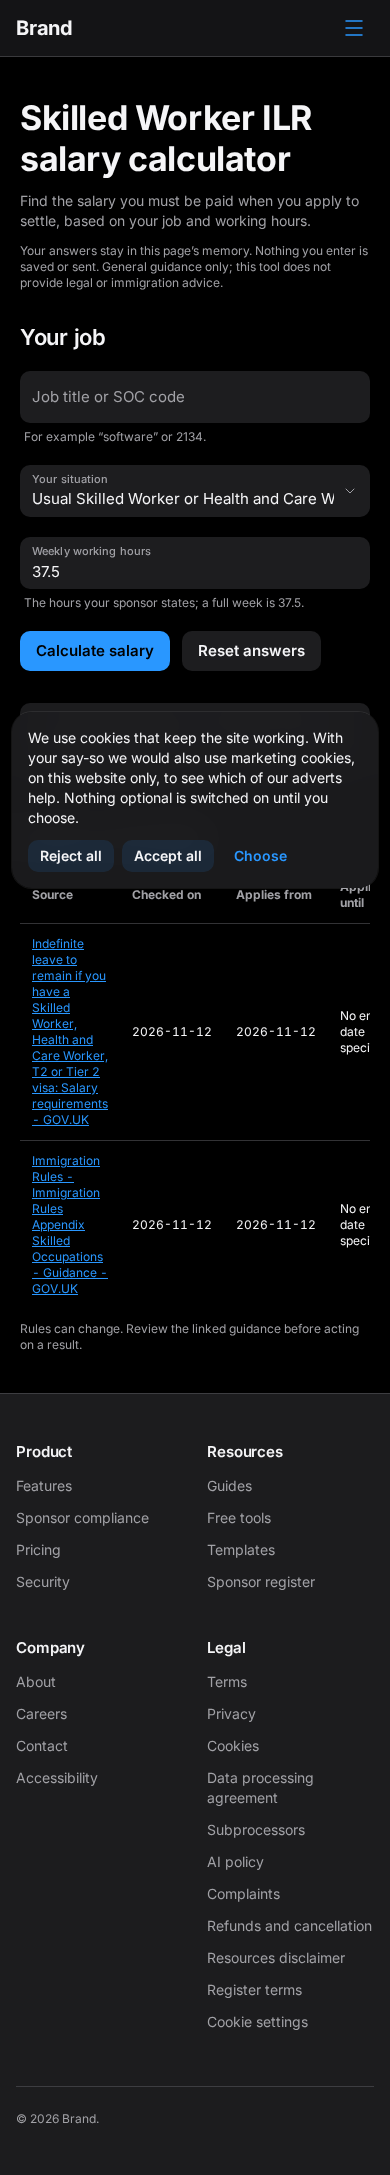 Brand
Skilled Worker ILR
salary calculator
Find the salary you must be paid when you apply to
settle, based on your job and working hours.
Your answers stay in this page’s memory. Nothing you enter is
saved or sent. General guidance only; this tool does not
provide legal or immigration advice.
Your job
Job title or SOC code
For example “software” or 2134.
Your situation
Usual Skilled Worker or Health and Care W
Weekly working hours
37.5
The hours your sponsor states; a full week is 37.5.
Calculate salary
Reset answers
We use cookies that keep the site working. With
your say-so we would also use marketing cookies,
on this website only, to see which of our adverts
help. Nothing optional is switched on until you
choose.
Reject all
Accept all
Choose
Source
Checked on
Applies from
until
Indefinite
leave to
remain if you
have a
Skilled
Worker,
Health and
Care Worker,
T2 or Tier 2
visa: Salary
requirements
- GOV.UK
2026-11-12
2026-11-12
No en
date
speci
Immigration
Rules -
Immigration
Rules
Appendix
Skilled
Occupations
- Guidance -
GOV.UK
2026-11-12
2026-11-12
No en
date
speci
Rules can change. Review the linked guidance before acting
on a result.
Product
Features
Sponsor compliance
Pricing
Security
Resources
Guides
Free tools
Templates
Sponsor register
Company
About
Careers
Contact
Accessibility
Legal
Terms
Privacy
Cookies
Data processing
agreement
Subprocessors
AI policy
Complaints
Refunds and cancellation
Resources disclaimer
Register terms
Cookie settings
© 2026 Brand.